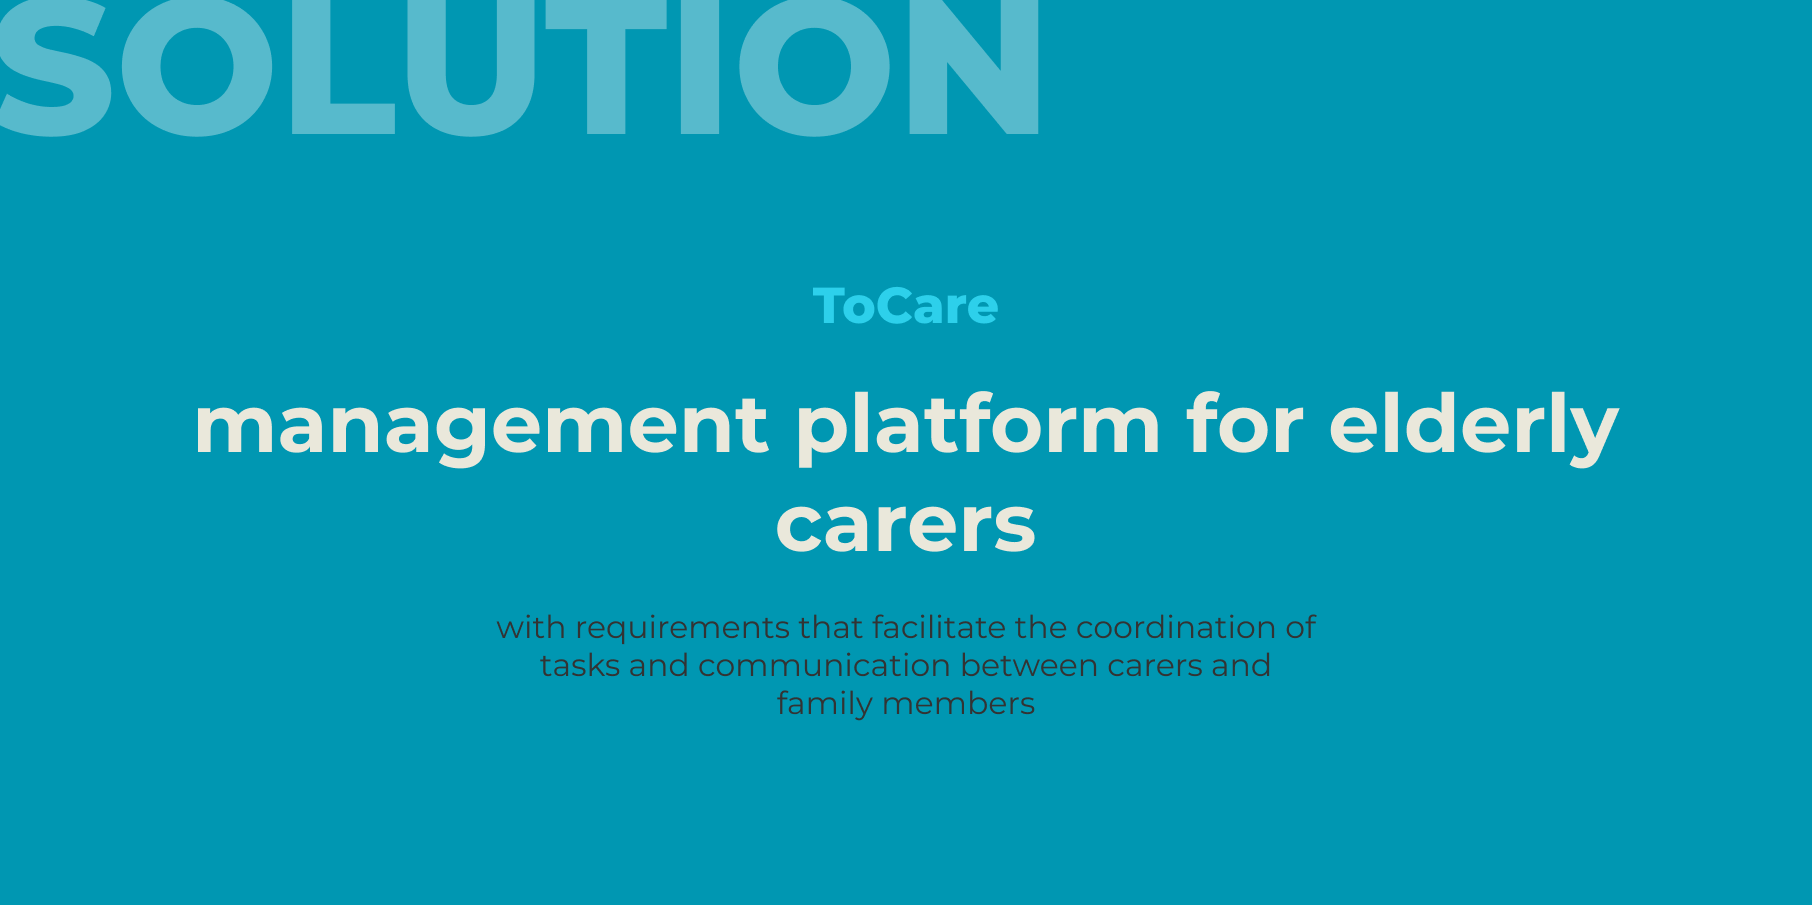 SOLUTION
ToCare
management platform for elderly
carers
with requirements that facilitate the coordination of
tasks and communication between carers and
family members